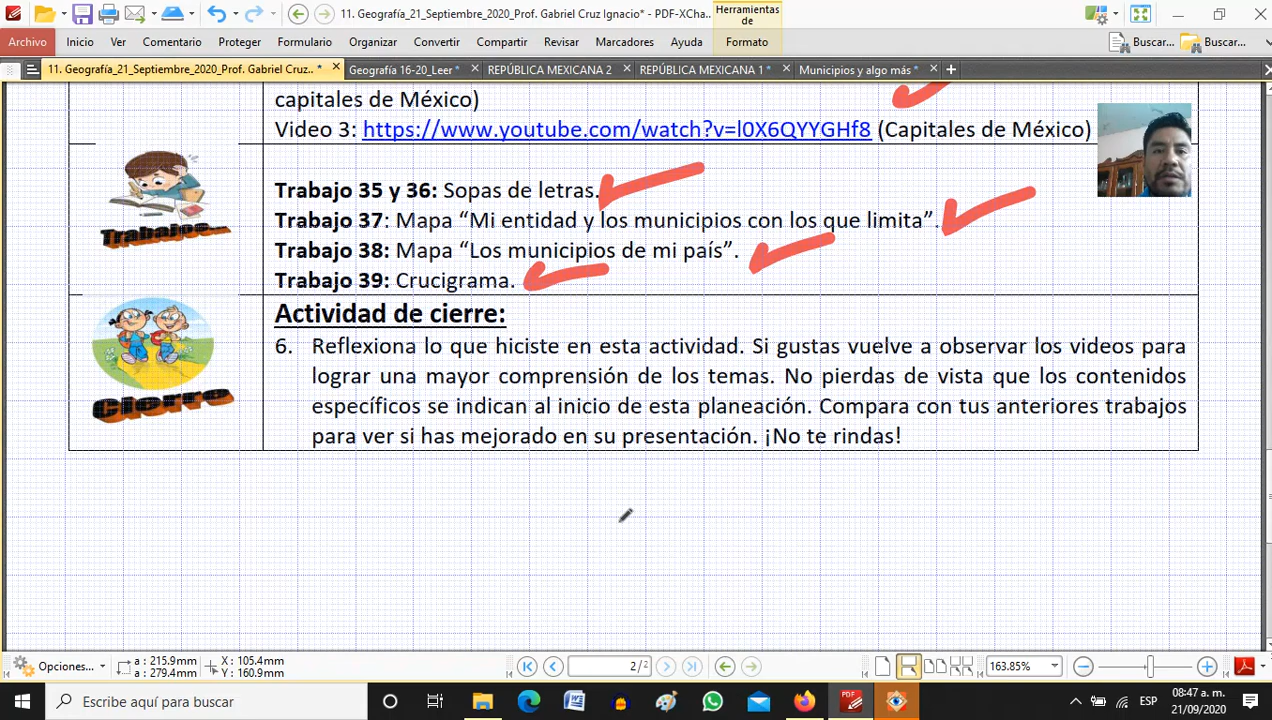 11. Geografía_21_Septiembre_2020_Prof. Gabriel Cruz Ignacio* - PDF-XCha...
Herramientas de
Archivo Inicio Ver Comentario Proteger Formulario Organizar Convertir Compartir Revisar Marcadores Ayuda Formato Buscar... Buscar...
11. Geografía_21_Septiembre_2020_Prof. Gabriel Cruz.. * Geografía 16-20_Leer * REPÚBLICA MEXICANA 2 REPÚBLICA MEXICANA 1 * Municipios y algo más *
capitales de México)
Video 3: https://www.youtube.com/watch?v=l0X6QYYGHf8 (Capitales de México)
Trabajos...
Trabajo 35 y 36: Sopas de letras.
Trabajo 37: Mapa “Mi entidad y los municipios con los que limita”.
Trabajo 38: Mapa “Los municipios de mi país”.
Trabajo 39: Crucigrama.
Cierre
Actividad de cierre:
6. Reflexiona lo que hiciste en esta actividad. Si gustas vuelve a observar los videos para
lograr una mayor comprensión de los temas. No pierdas de vista que los contenidos
específicos se indican al inicio de esta planeación. Compara con tus anteriores trabajos
para ver si has mejorado en su presentación. ¡No te rindas!
Opciones... a : 215.9mm X : 105.4mm 2/2 163.85%
a : 279.4mm Y : 160.9mm
Escribe aquí para buscar ESP 08:47 a. m.
21/09/2020